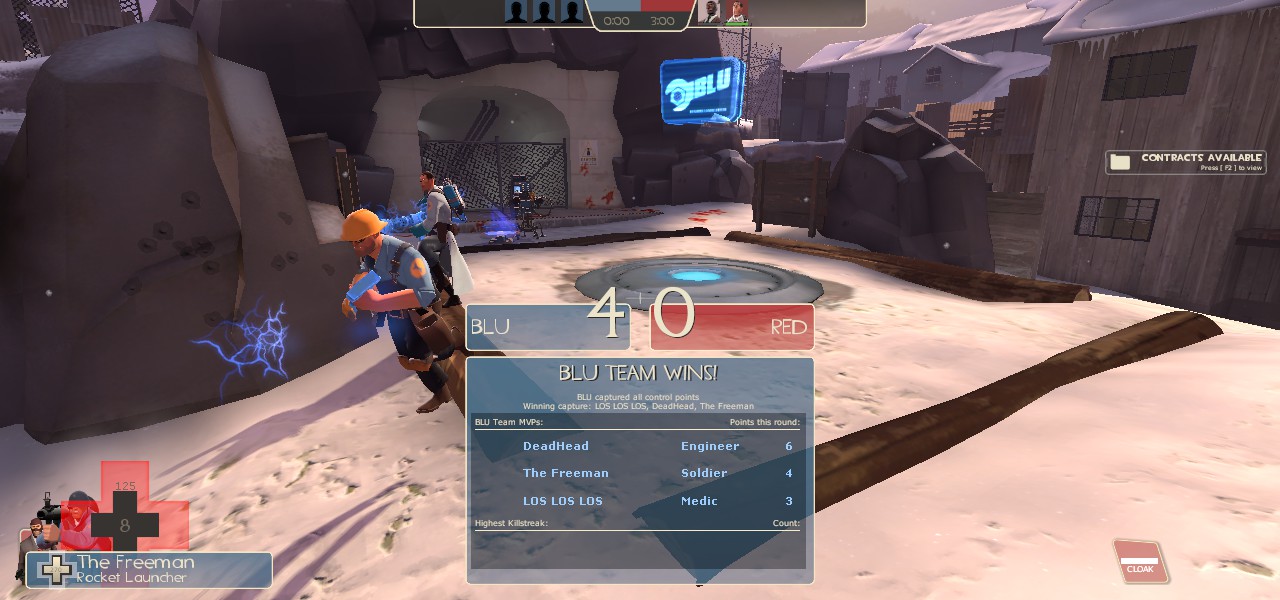 0:00 3:00
BLU
CONTRACTS AVAILABLE
Press [ F2 ] to view
BLU 4 0 RED
BLU TEAM WINS!
BLU captured all control points
Winning capture: LOS LOS LOS, DeadHead, The Freeman
BLU Team MVPs: Points this round:
DeadHead Engineer 6
The Freeman Soldier 4
LOS LOS LOS Medic 3
Highest Killstreak: Count:
125
8
The Freeman
Rocket Launcher
CLOAK